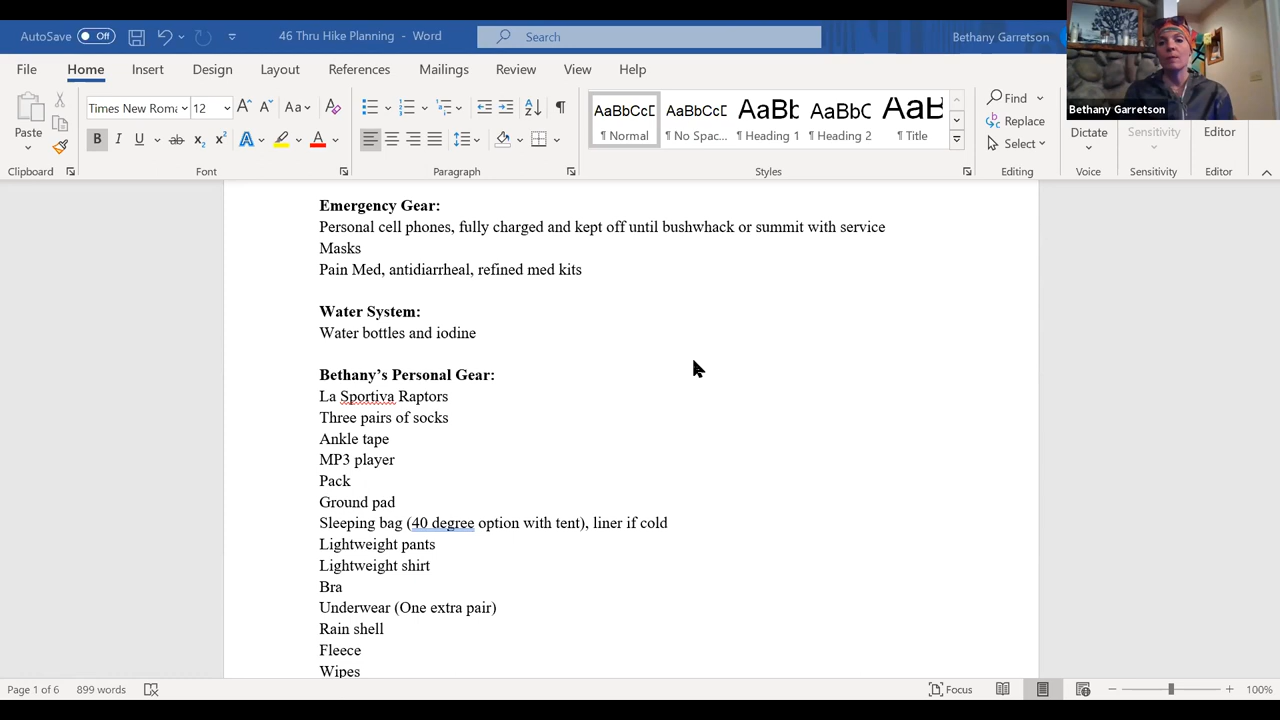 AutoSave Off 46 Thru Hike Planning - Word Search Bethany Garretson
File Home Insert Design Layout References Mailings Review View Help
Bethany Garretson
Times New Roma 12 Aa AaBbCcD AaBbCcD AaBb AaBbC AaB Find
Paste B I U ab x₂ x² A A ¶ Normal ¶ No Spac... ¶ Heading 1 ¶ Heading 2 ¶ Title Replace Dictate Sensitivity Editor
Select
Clipboard Font Paragraph Styles Editing Voice Sensitivity Editor
Emergency Gear:
Personal cell phones, fully charged and kept off until bushwhack or summit with service
Masks
Pain Med, antidiarrheal, refined med kits
Water System:
Water bottles and iodine
Bethany’s Personal Gear:
La Sportiva Raptors
Three pairs of socks
Ankle tape
MP3 player
Pack
Ground pad
Sleeping bag (40 degree option with tent), liner if cold
Lightweight pants
Lightweight shirt
Bra
Underwear (One extra pair)
Rain shell
Fleece
Wipes
Page 1 of 6 899 words Focus 100%